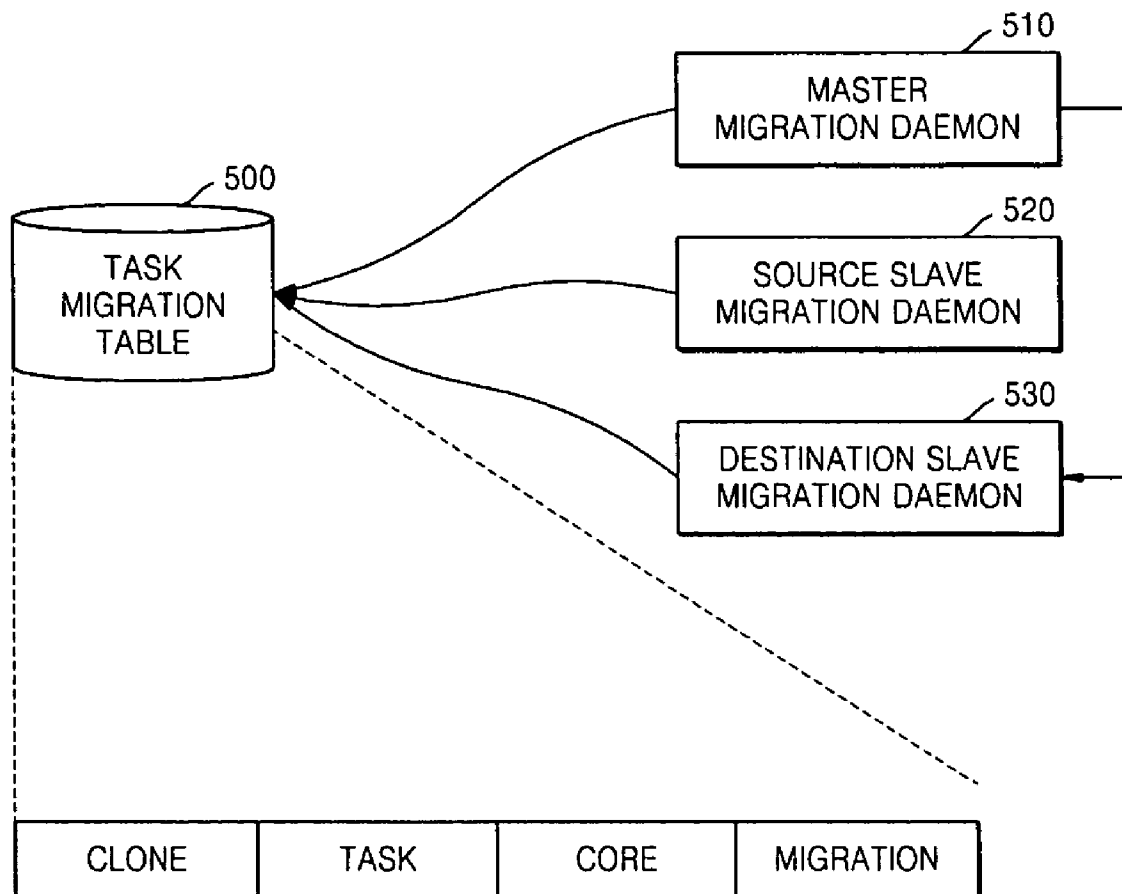 510
MASTER
MIGRATION DAEMON
500
TASK
MIGRATION
TABLE
520
SOURCE SLAVE
MIGRATION DAEMON
530
DESTINATION SLAVE
MIGRATION DAEMON
CLONE TASK CORE MIGRATION